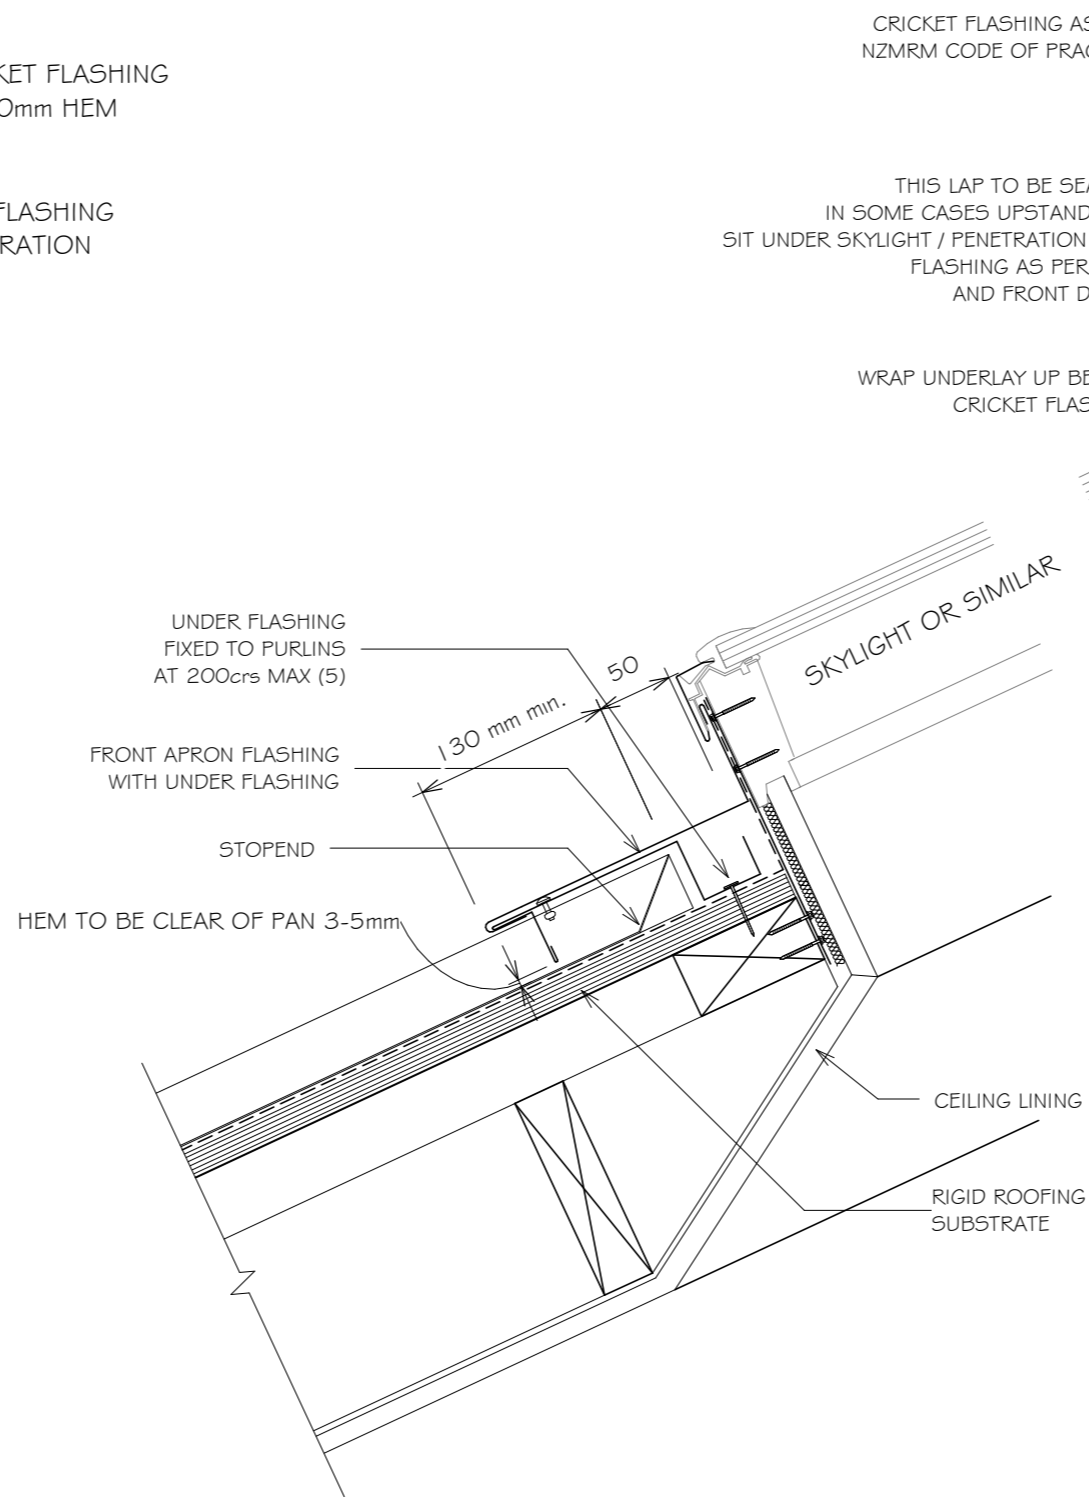 CRICKET FLASHING AS
NZMRM CODE OF PRAC
KET FLASHING
0mm HEM
FLASHING
RATION
THIS LAP TO BE SEA
IN SOME CASES UPSTAND
SIT UNDER SKYLIGHT / PENETRATION
FLASHING AS PER
AND FRONT D
WRAP UNDERLAY UP BE
CRICKET FLAS
SKYLIGHT OR SIMILAR
UNDER FLASHING
FIXED TO PURLINS
AT 200crs MAX (5)
50
130 mm min.
FRONT APRON FLASHING
WITH UNDER FLASHING
STOPEND
HEM TO BE CLEAR OF PAN 3-5mm
CEILING LINING
RIGID ROOFING
SUBSTRATE